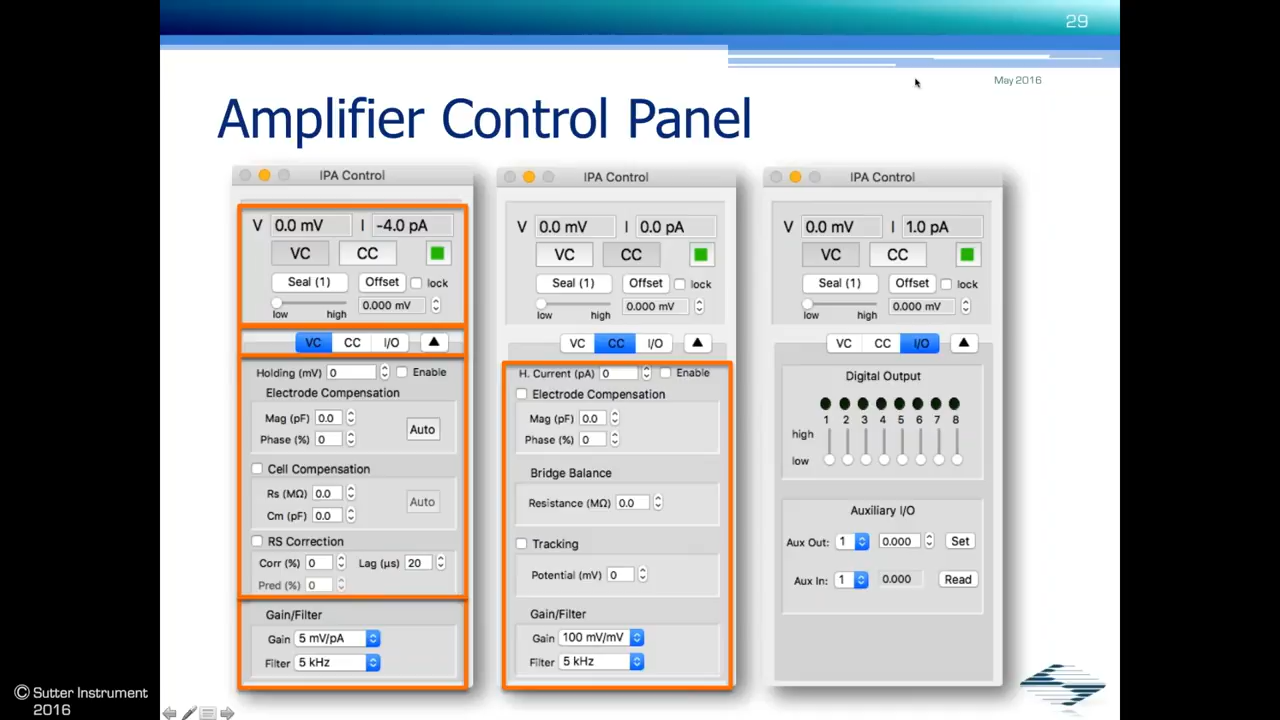 29
May 2016
Amplifier Control Panel
IPA Control
V 0.0 mV I -4.0 pA
VC CC
Seal (1) Offset lock
low high 0.000 mV
VC CC I/O ▲
Holding (mV) 0 Enable
Electrode Compensation
Mag (pF) 0.0
Auto
Phase (%) 0
Cell Compensation
Rs (MΩ) 0.0
Auto
Cm (pF) 0.0
RS Correction
Corr (%) 0 Lag (µs) 20
Pred (%) 0
Gain/Filter
Gain 5 mV/pA
Filter 5 kHz
IPA Control
V 0.0 mV I 0.0 pA
VC CC
Seal (1) Offset lock
low high 0.000 mV
VC CC I/O ▲
H. Current (pA) 0 Enable
Electrode Compensation
Mag (pF) 0.0
Phase (%) 0
Bridge Balance
Resistance (MΩ) 0.0
Tracking
Potential (mV) 0
Gain/Filter
Gain 100 mV/mV
Filter 5 kHz
IPA Control
V 0.0 mV I 1.0 pA
VC CC
Seal (1) Offset lock
low high 0.000 mV
VC CC I/O ▲
Digital Output
1 2 3 4 5 6 7 8
high
low
Auxiliary I/O
Aux Out: 1 0.000 Set
Aux In: 1 0.000 Read
© Sutter Instrument
2016